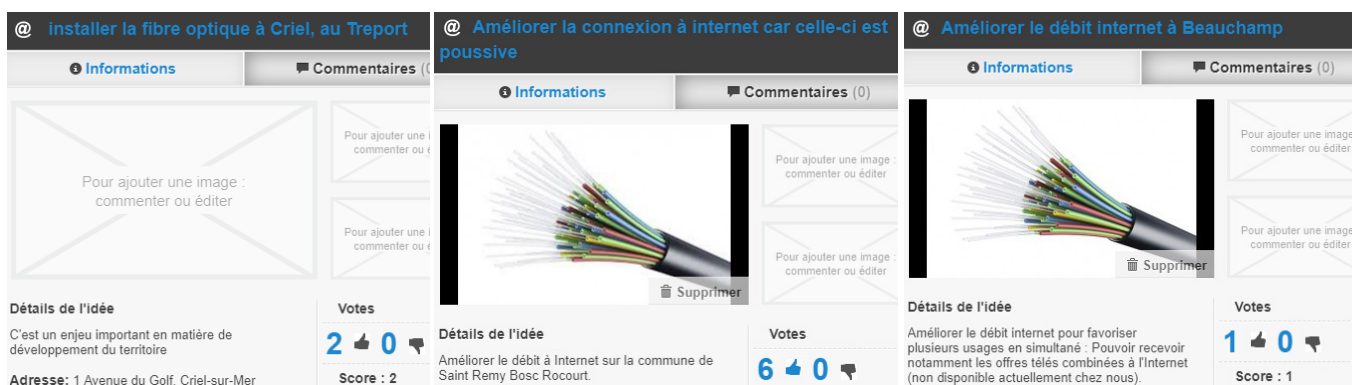 @ installer la fibre optique à Criel, au Treport
Informations
Commentaires
Pour ajouter une image :
commenter ou éditer
Pour ajouter une
commenter ou
Pour ajouter une
commenter ou
Détails de l'idée
C'est un enjeu important en matière de
développement du territoire
Adresse: 1 Avenue du Golf, Criel-sur-Mer
Votes
2 0
Score : 2
@ Améliorer la connexion à internet car celle-ci est
poussive
Informations
Commentaires (0)
Supprimer
Pour ajouter une image :
commenter ou éditer
Pour ajouter une image :
commenter ou éditer
Détails de l'idée
Améliorer le débit à Internet sur la commune de
Saint Remy Bosc Rocourt.
Votes
6 0
@ Améliorer le débit internet à Beauchamp
Informations
Commentaires (0)
Supprimer
Pour ajouter une image
commenter ou éditer
Pour ajouter une image
commenter ou éditer
Détails de l'idée
Améliorer le débit internet pour favoriser
plusieurs usages en simultané : Pouvoir recevoir
notamment les offres télés combinées à l'Internet
(non disponible actuellement chez nous).
Votes
1 0
Score : 1